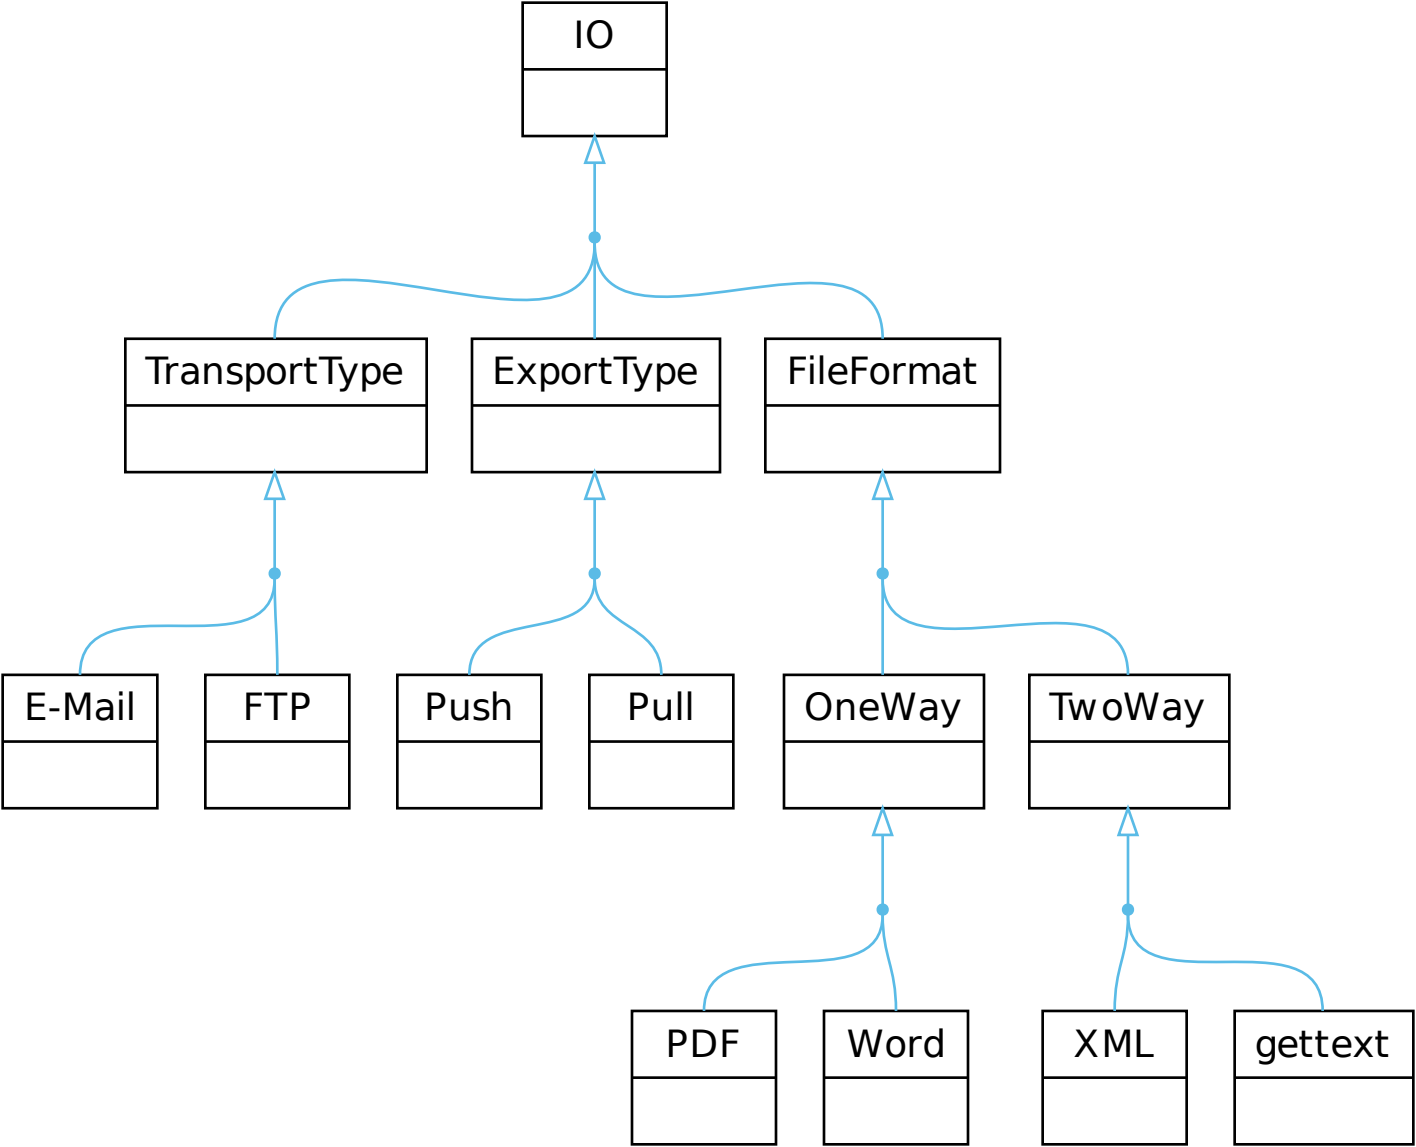 IO
TransportType
ExportType
FileFormat
E-Mail
FTP
Push
Pull
OneWay
TwoWay
PDF
Word
XML
gettext